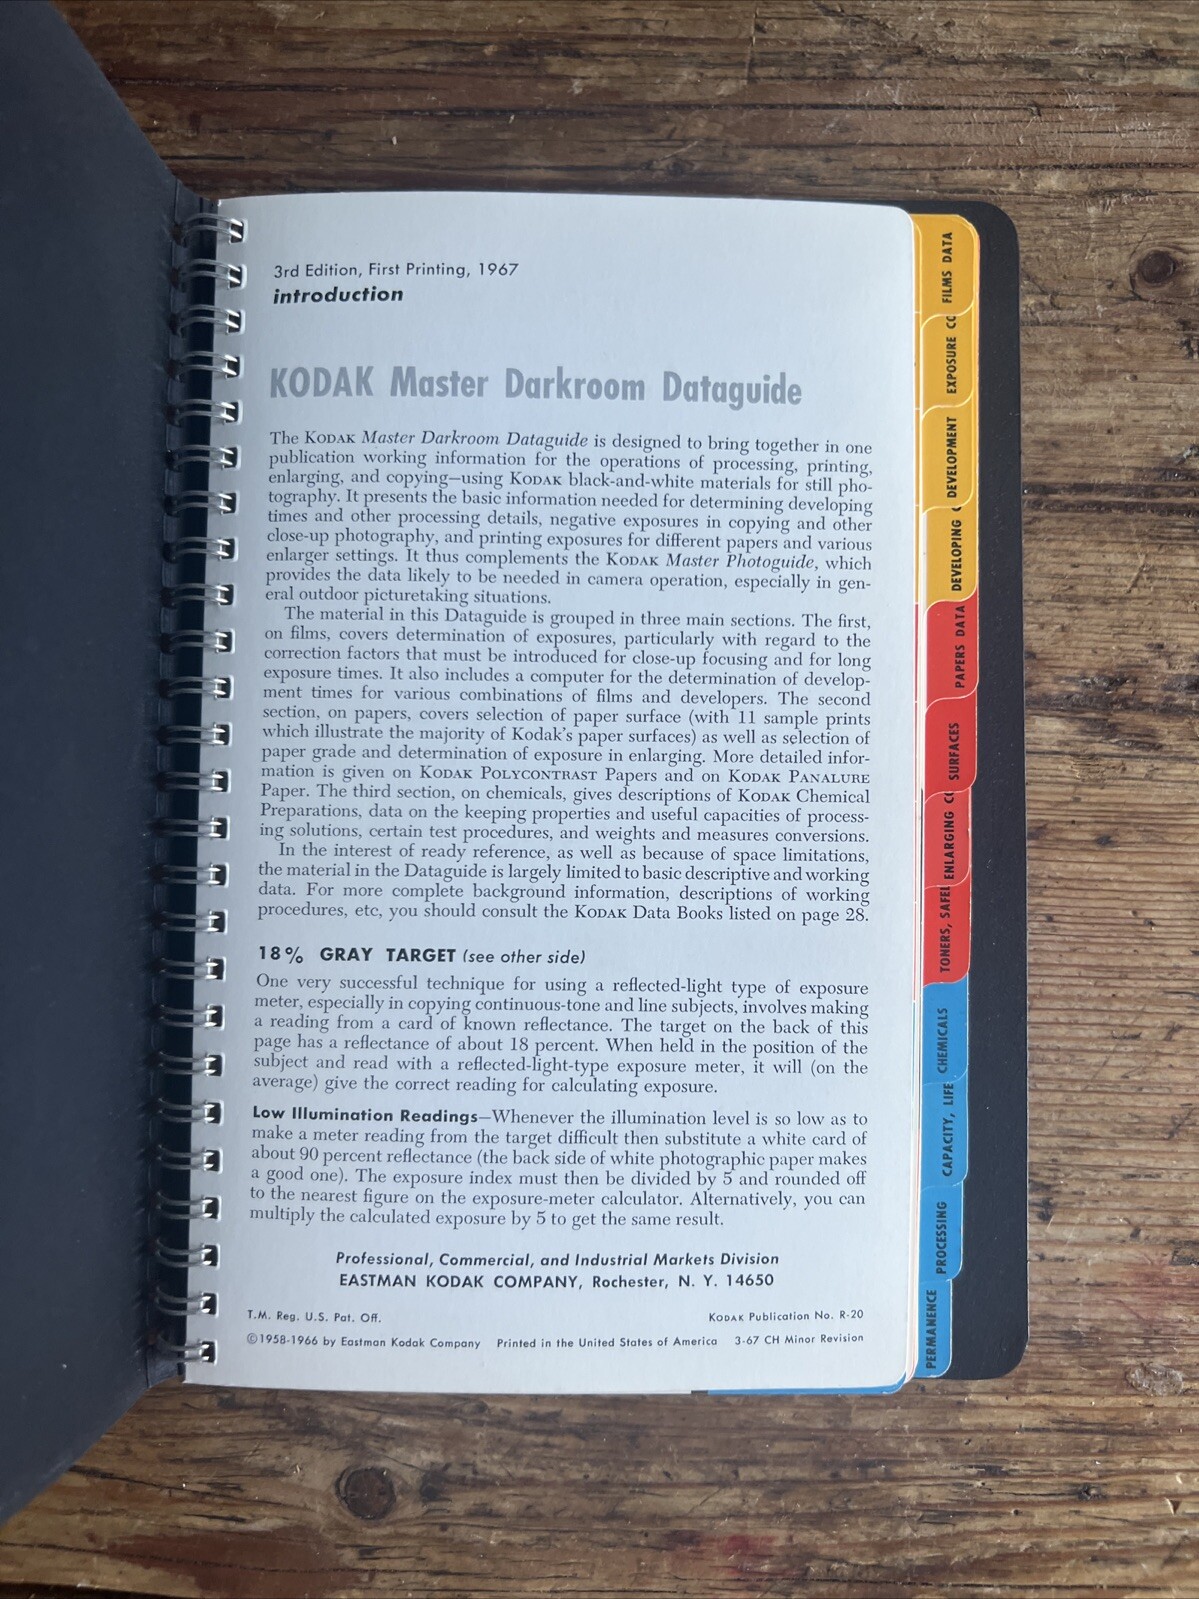 3rd Edition, First Printing, 1967
introduction
KODAK Master Darkroom Dataguide
The KODAK Master Darkroom Dataguide is designed to bring together in one
publication working information for the operations of processing, printing,
enlarging, and copying—using KODAK black-and-white materials for still pho-
tography. It presents the basic information needed for determining developing
times and other processing details, negative exposures in copying and other
close-up photography, and printing exposures for different papers and various
enlarger settings. It thus complements the KODAK Master Photoguide, which
provides the data likely to be needed in camera operation, especially in gen-
eral outdoor picturetaking situations.
The material in this Dataguide is grouped in three main sections. The first,
on films, covers determination of exposures, particularly with regard to the
correction factors that must be introduced for close-up focusing and for long
exposure times. It also includes a computer for the determination of develop-
ment times for various combinations of films and developers. The second
section, on papers, covers selection of paper surface (with 11 sample prints
which illustrate the majority of Kodak's paper surfaces) as well as selection of
paper grade and determination of exposure in enlarging. More detailed infor-
mation is given on KODAK POLYCONTRAST Papers and on KODAK PANALURE
Paper. The third section, on chemicals, gives descriptions of KODAK Chemical
Preparations, data on the keeping properties and useful capacities of process-
ing solutions, certain test procedures, and weights and measures conversions.
In the interest of ready reference, as well as because of space limitations,
the material in the Dataguide is largely limited to basic descriptive and working
data. For more complete background information, descriptions of working
procedures, etc, you should consult the KODAK Data Books listed on page 28.
18% GRAY TARGET (see other side)
One very successful technique for using a reflected-light type of exposure
meter, especially in copying continuous-tone and line subjects, involves making
a reading from a card of known reflectance. The target on the back of this
page has a reflectance of about 18 percent. When held in the position of the
subject and read with a reflected-light-type exposure meter, it will (on the
average) give the correct reading for calculating exposure.
Low Illumination Readings—Whenever the illumination level is so low as to
make a meter reading from the target difficult then substitute a white card of
about 90 percent reflectance (the back side of white photographic paper makes
a good one). The exposure index must then be divided by 5 and rounded off
to the nearest figure on the exposure-meter calculator. Alternatively, you can
multiply the calculated exposure by 5 to get the same result.
Professional, Commercial, and Industrial Markets Division
EASTMAN KODAK COMPANY, Rochester, N. Y. 14650
T.M. Reg. U.S. Pat. Off. KODAK Publication No. R-20
©1958-1966 by Eastman Kodak Company Printed in the United States of America 3-67 CH Minor Revision
FILMS DATA
EXPOSURE CO
DEVELOPMENT
DEVELOPING
PAPERS DATA
SURFACES
ENLARGING CO
TONERS, SAFEL
CHEMICALS
CAPACITY, LIFE
PROCESSING
PERMANENCE